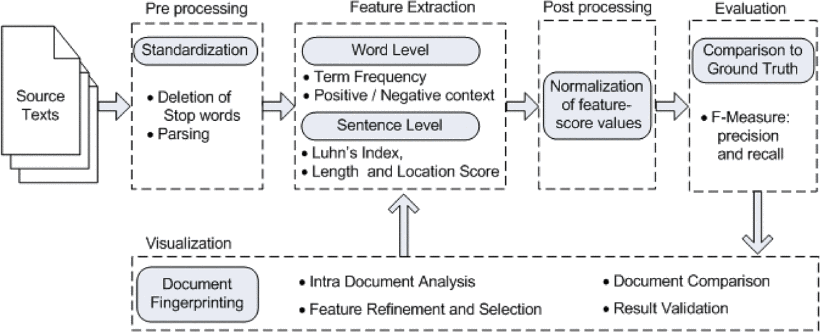 Pre processing
Feature Extraction
Post processing
Evaluation
Source
Texts
Standardization
• Deletion of
Stop words
• Parsing
Word Level
• Term Frequency
• Positive / Negative context
Sentence Level
• Luhn's Index,
Length and Location Score
Normalization
of feature-
score values
Comparison to
Ground Truth
• F-Measure:
precision
and recall
Visualization
Document
Fingerprinting
• Intra Document Analysis
• Feature Refinement and Selection
• Document Comparison
• Result Validation